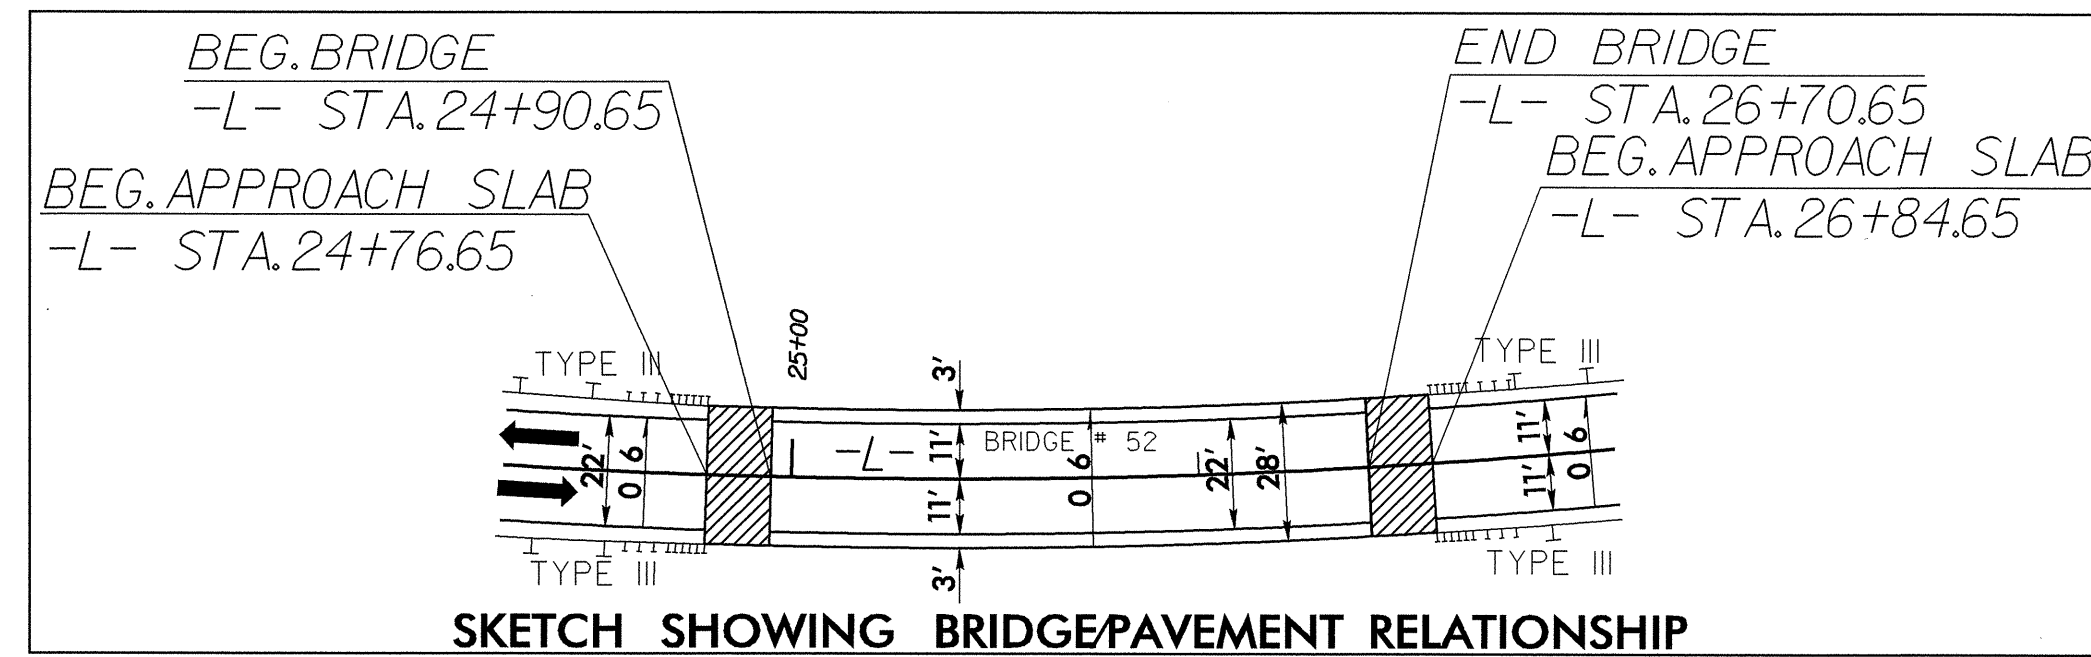 BEG. BRIDGE
-L- STA. 24+90.65
END BRIDGE
-L- STA. 26+70.65
BEG. APPROACH SLAB
-L- STA. 24+76.65
BEG. APPROACH SLAB
-L- STA. 26+84.65
25+00
TYPE III
3'
TYPE III
22'
0 6
-L-
11'
BRIDGE # 52
0 6
22'
28'
11'
0 6
11'
11'
TYPE III
3'
TYPE III
SKETCH SHOWING BRIDGE/PAVEMENT RELATIONSHIP